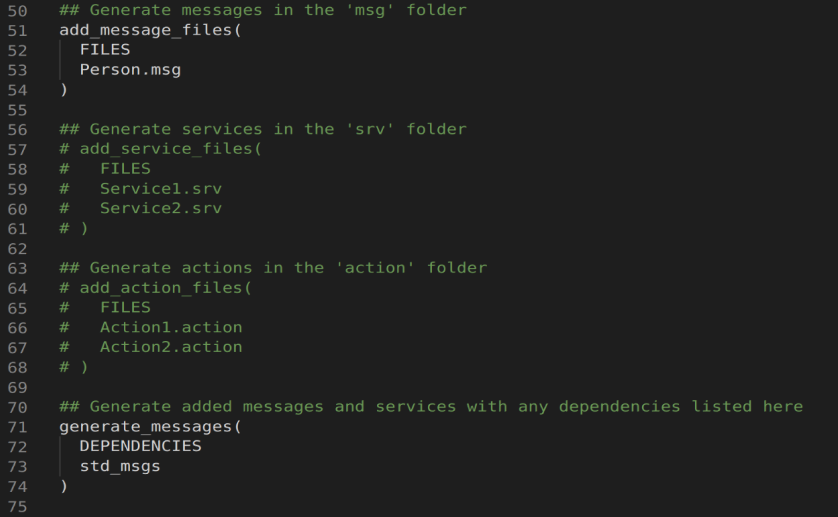 50 ## Generate messages in the 'msg' folder
51 add_message_files(
52   FILES
53   Person.msg
54 )
55
56 ## Generate services in the 'srv' folder
57 # add_service_files(
58 #   FILES
59 #   Service1.srv
60 #   Service2.srv
61 # )
62
63 ## Generate actions in the 'action' folder
64 # add_action_files(
65 #   FILES
66 #   Action1.action
67 #   Action2.action
68 # )
69
70 ## Generate added messages and services with any dependencies listed here
71 generate_messages(
72   DEPENDENCIES
73   std_msgs
74 )
75